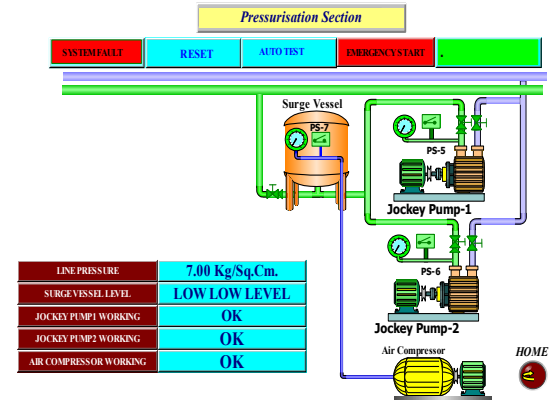 Pressurisation Section
SYSTEM FAULT
RESET
AUTO TEST
EMERGENCY START
.
Surge Vessel
PS-7
PS-5
Jockey Pump-1
PS-6
Jockey Pump-2
LINE PRESSURE 7.00 Kg/Sq.Cm.
SURGE VESSEL LEVEL LOW LOW LEVEL
JOCKEY PUMP1 WORKING OK
JOCKEY PUMP2 WORKING OK
AIR COMPRESSOR WORKING OK
Air Compressor
HOME